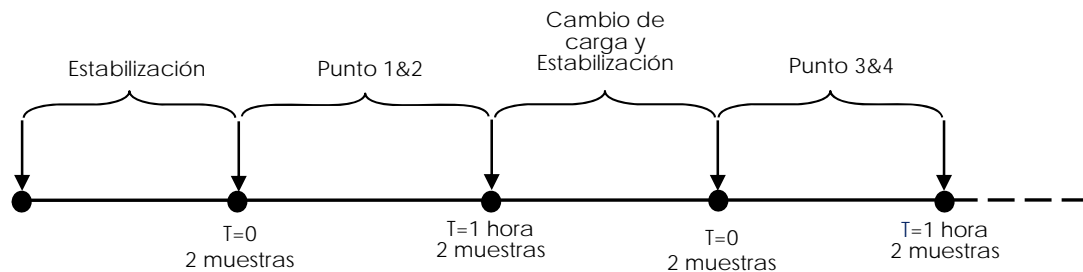 Estabilización
Punto 1&2
Cambio de
carga y
Estabilización
Punto 3&4
T=0
2 muestras
T=1 hora
2 muestras
T=0
2 muestras
T=1 hora
2 muestras